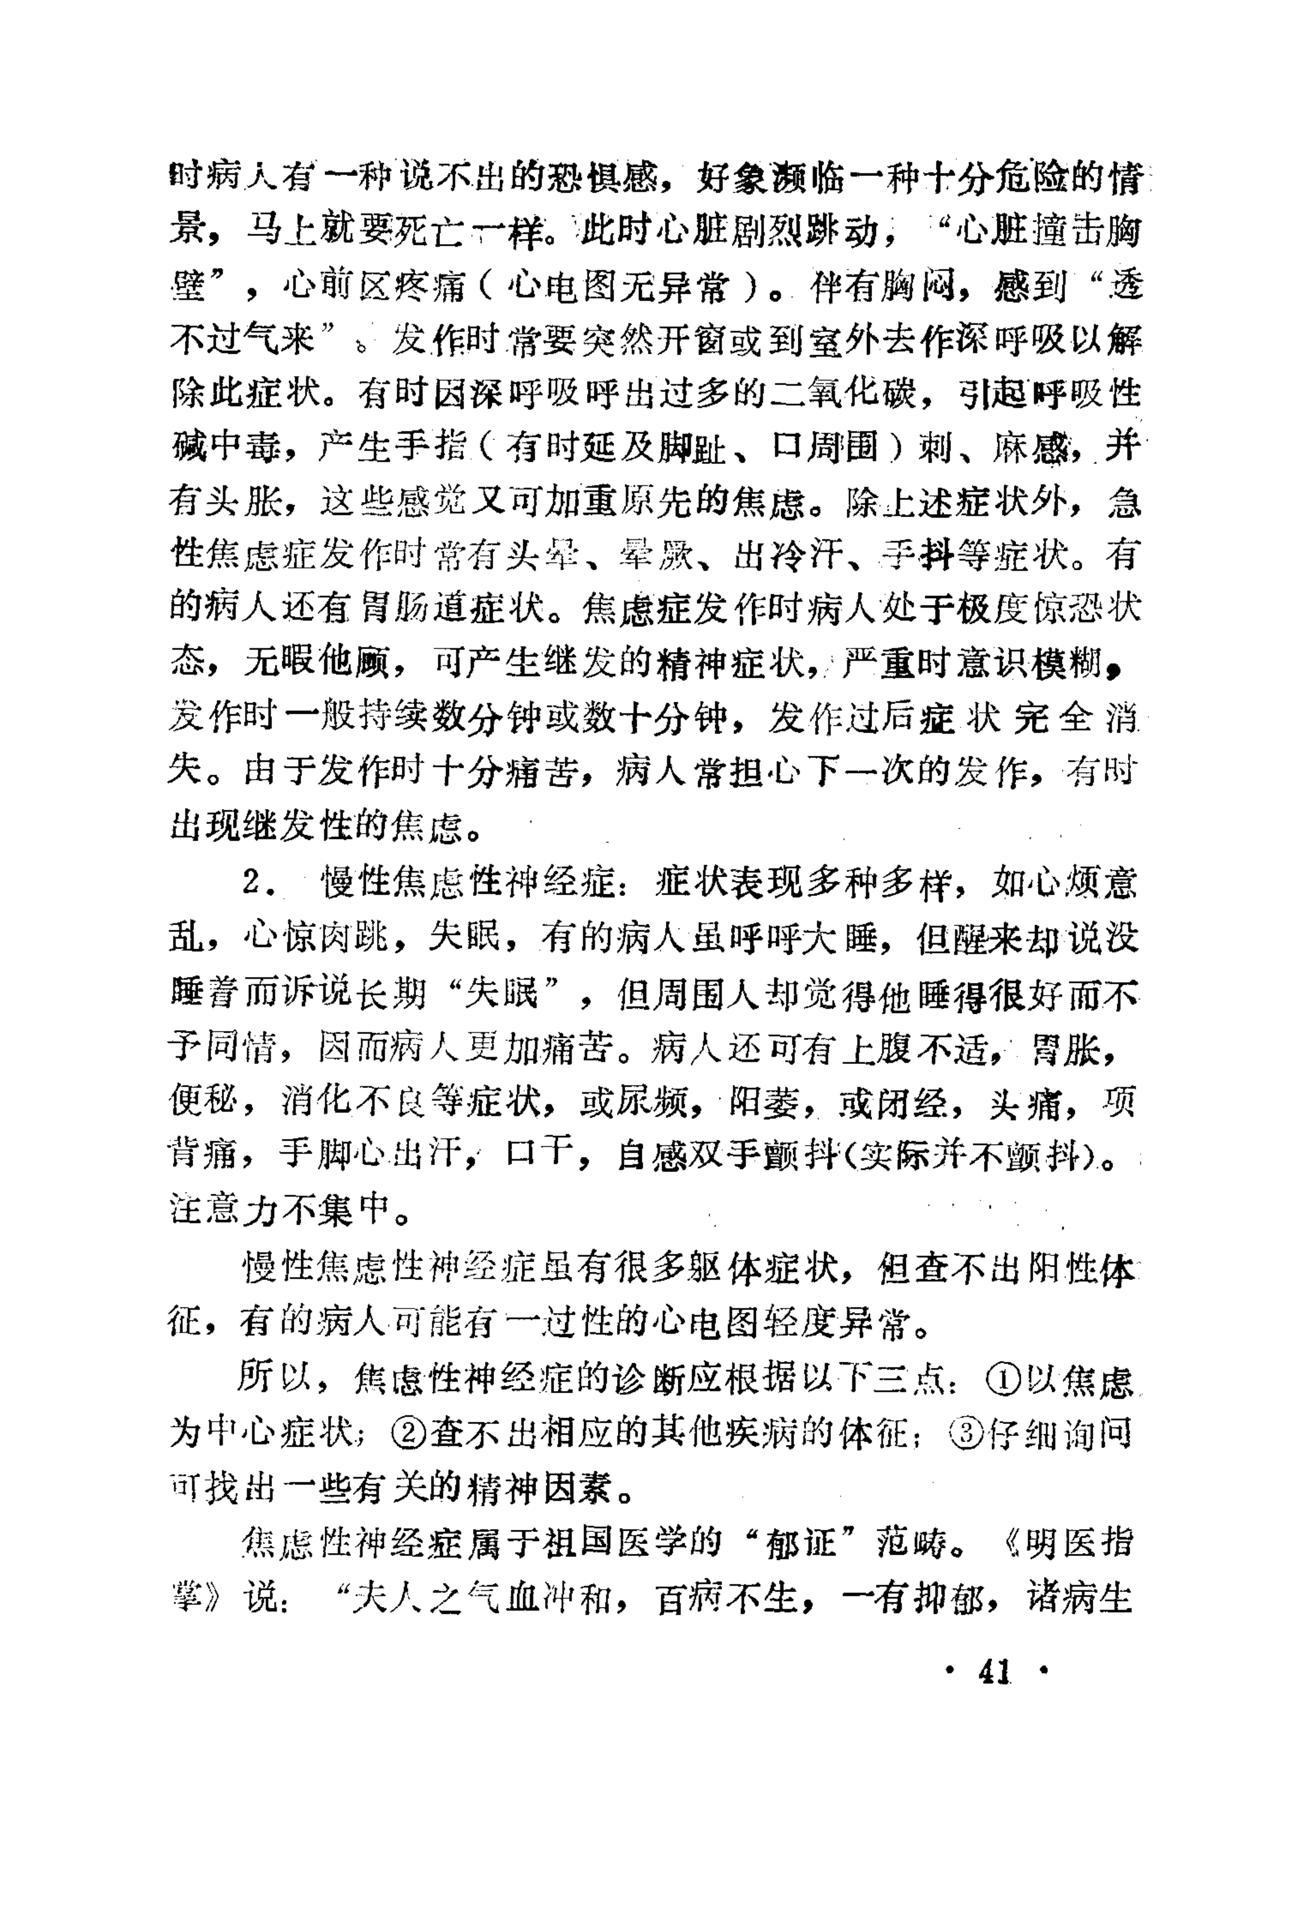 时病人有一种说不出的恐惧感，好象濒临一种十分危险的情
景，马上就要死亡一样。此时心脏剧烈跳动，“心脏撞击胸
壁”，心前区疼痛（心电图无异常）。伴有胸闷，感到“透
不过气来”。发作时常要突然开窗或到室外去作深呼吸以解
除此症状。有时因深呼吸呼出过多的二氧化碳，引起呼吸性
碱中毒，产生手指（有时延及脚趾、口周围）刺、麻感，并
有头胀，这些感觉又可加重原先的焦虑。除上述症状外，急
性焦虑症发作时常有头晕、晕厥、出冷汗、手抖等症状。有
的病人还有胃肠道症状。焦虑症发作时病人处于极度惊恐状
态，无暇他顾，可产生继发的精神症状，严重时意识模糊，
发作时一般持续数分钟或数十分钟，发作过后症状完全消
失。由于发作时十分痛苦，病人常担心下一次的发作，有时
出现继发性的焦虑。
2．慢性焦虑性神经症：症状表现多种多样，如心烦意
乱，心惊肉跳，失眠，有的病人虽呼呼大睡，但醒来却说没
睡着而诉说长期“失眠”，但周围人却觉得他睡得很好而不
予同情，因而病人更加痛苦。病人还可有上腹不适，胃胀，
便秘，消化不良等症状，或尿频，阳萎，或闭经，头痛，项
背痛，手脚心出汗，口干，自感双手颤抖（实际并不颤抖）。
注意力不集中。
慢性焦虑性神经症虽有很多躯体症状，但查不出阳性体
征，有的病人可能有一过性的心电图轻度异常。
所以，焦虑性神经症的诊断应根据以下三点：①以焦虑
为中心症状；②查不出相应的其他疾病的体征；③仔细询问
可找出一些有关的精神因素。
焦虑性神经症属于祖国医学的“郁证”范畴。《明医指
掌》说：“夫人之气血冲和，百病不生，一有抑郁，诸病生
· 41 ·